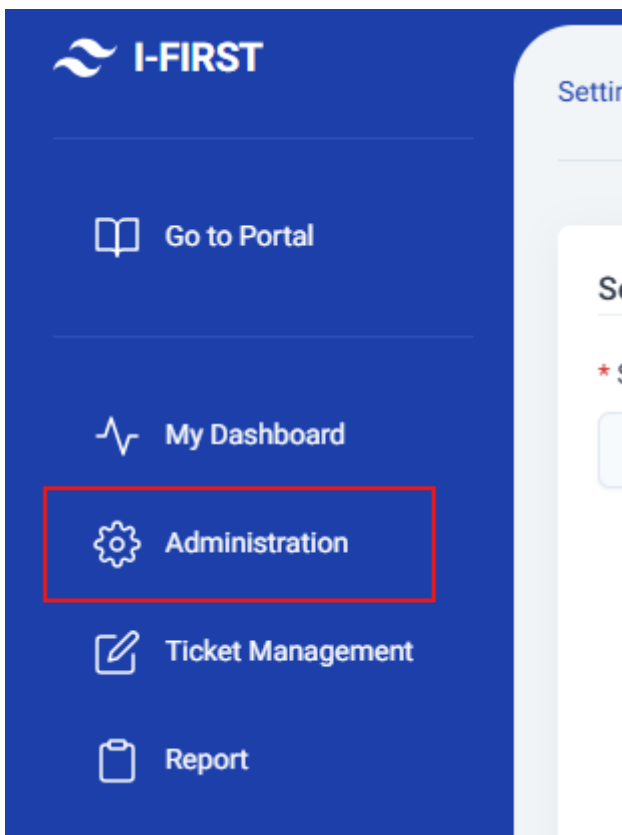 I-FIRST
Go to Portal
My Dashboard
Administration
Ticket Management
Report
* S